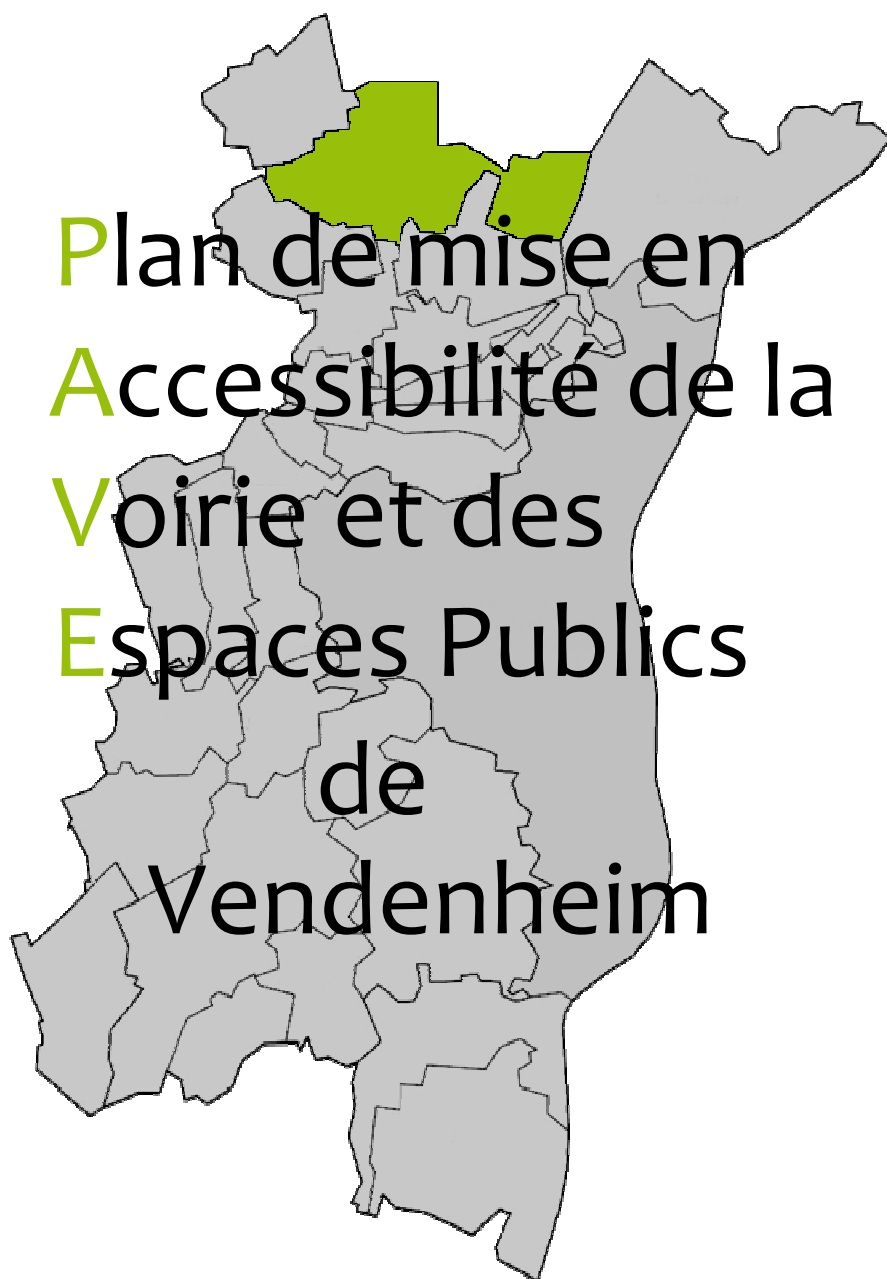 Plan de mise en
Accessibilité de la
Voirie et des
Espaces Publics
de
Vendenheim